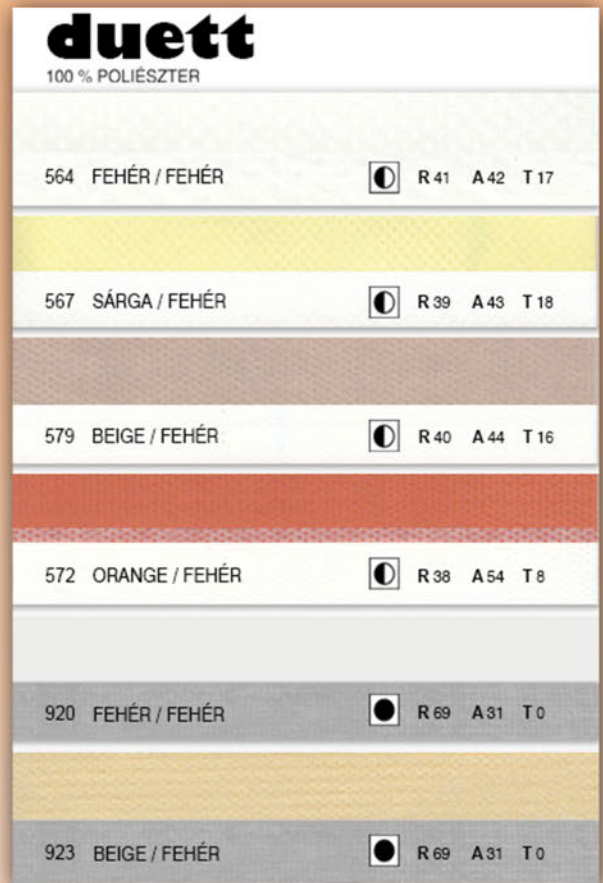 duett
100 % POLIÉSZTER
564 FEHÉR / FEHÉR R 41 A 42 T 17
567 SÁRGA / FEHÉR R 39 A 43 T 18
579 BEIGE / FEHÉR R 40 A 44 T 16
572 ORANGE / FEHÉR R 38 A 54 T 8
920 FEHÉR / FEHÉR R 69 A 31 T 0
923 BEIGE / FEHÉR R 69 A 31 T 0